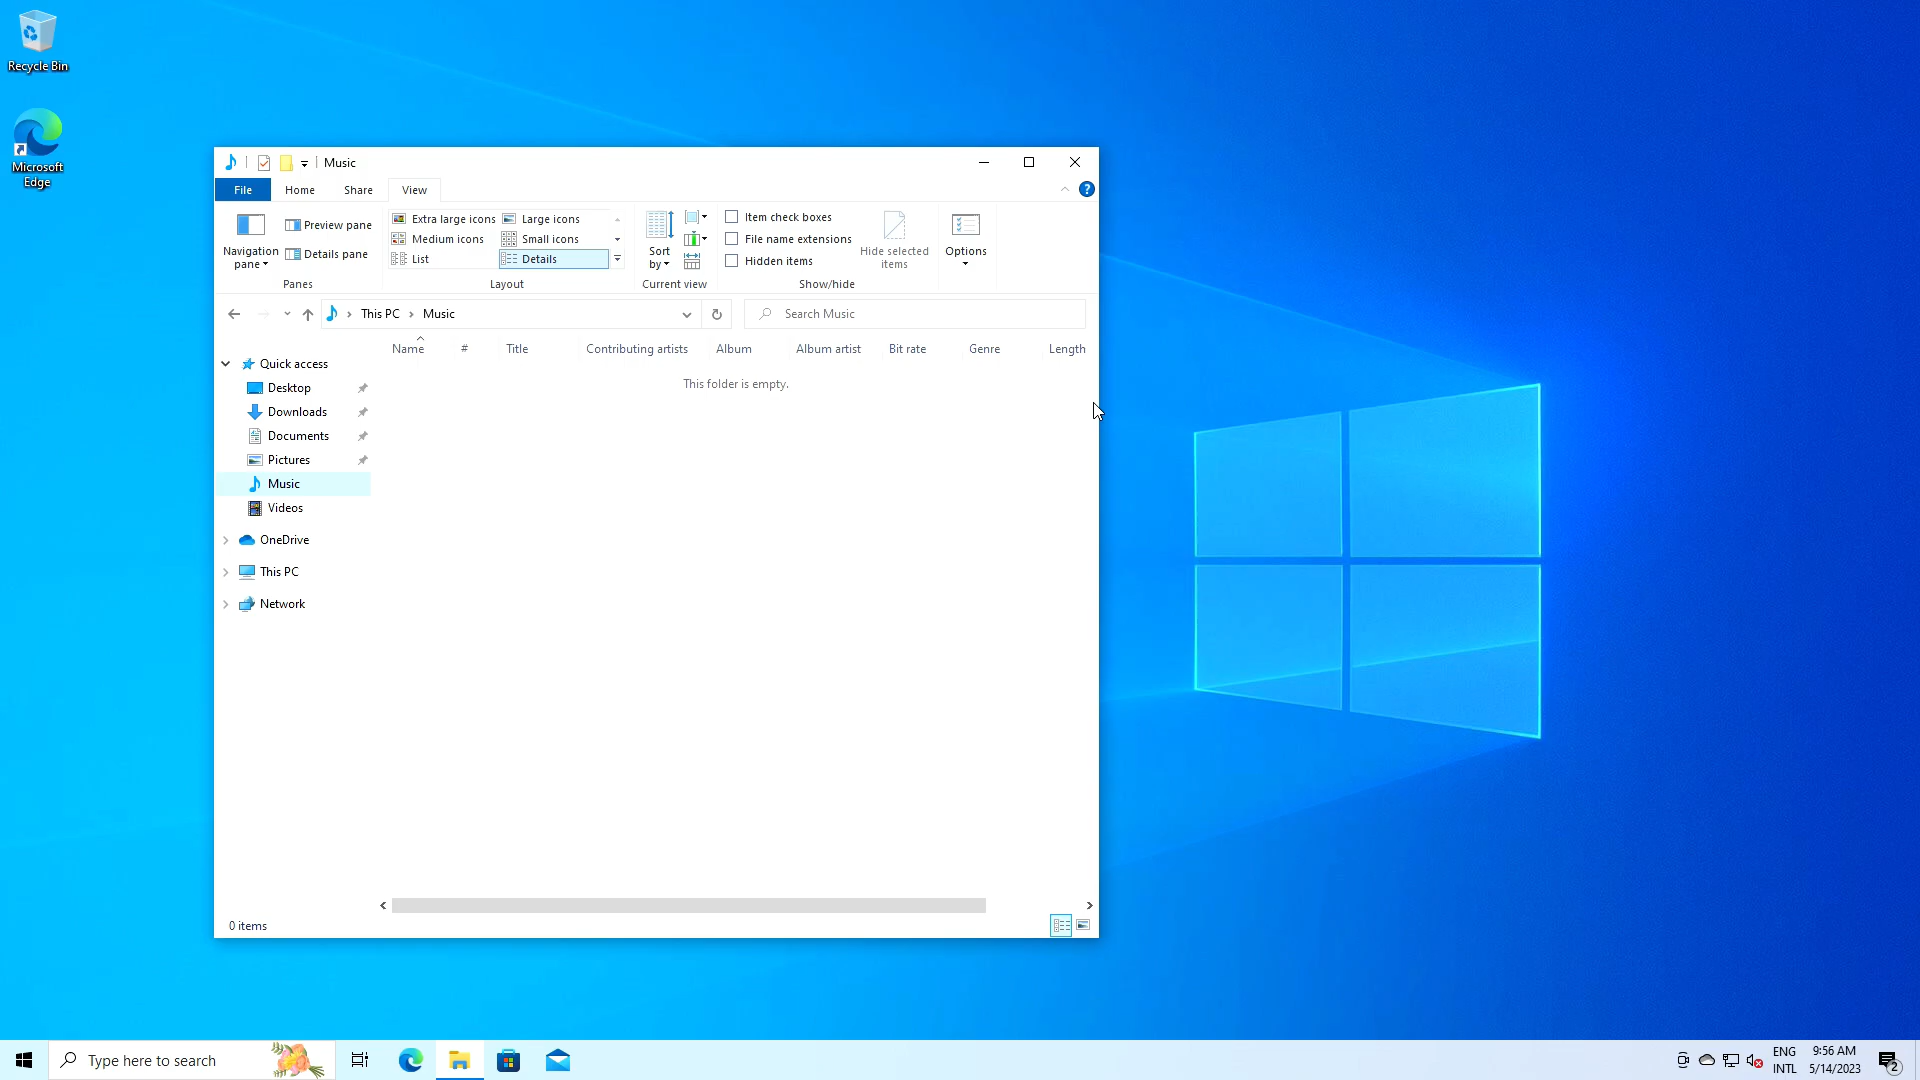 Recycle Bin
Microsoft
Edge
Music
File
Home
Share
View
?
Navigation
pane
Preview pane
Details pane
Panes
Extra large icons
Large icons
Medium icons
Small icons
List
Details
Layout
Sort
by
Current view
Item check boxes
File name extensions
Hidden items
Hide selected
items
Show/hide
Options
This PC
Music
Search Music
Name
#
Title
Contributing artists
Album
Album artist
Bit rate
Genre
Length
This folder is empty.
Quick access
Desktop
Downloads
Documents
Pictures
Music
Videos
OneDrive
This PC
Network
0 items
Type here to search
ENG
INTL
9:56 AM
5/14/2023
2